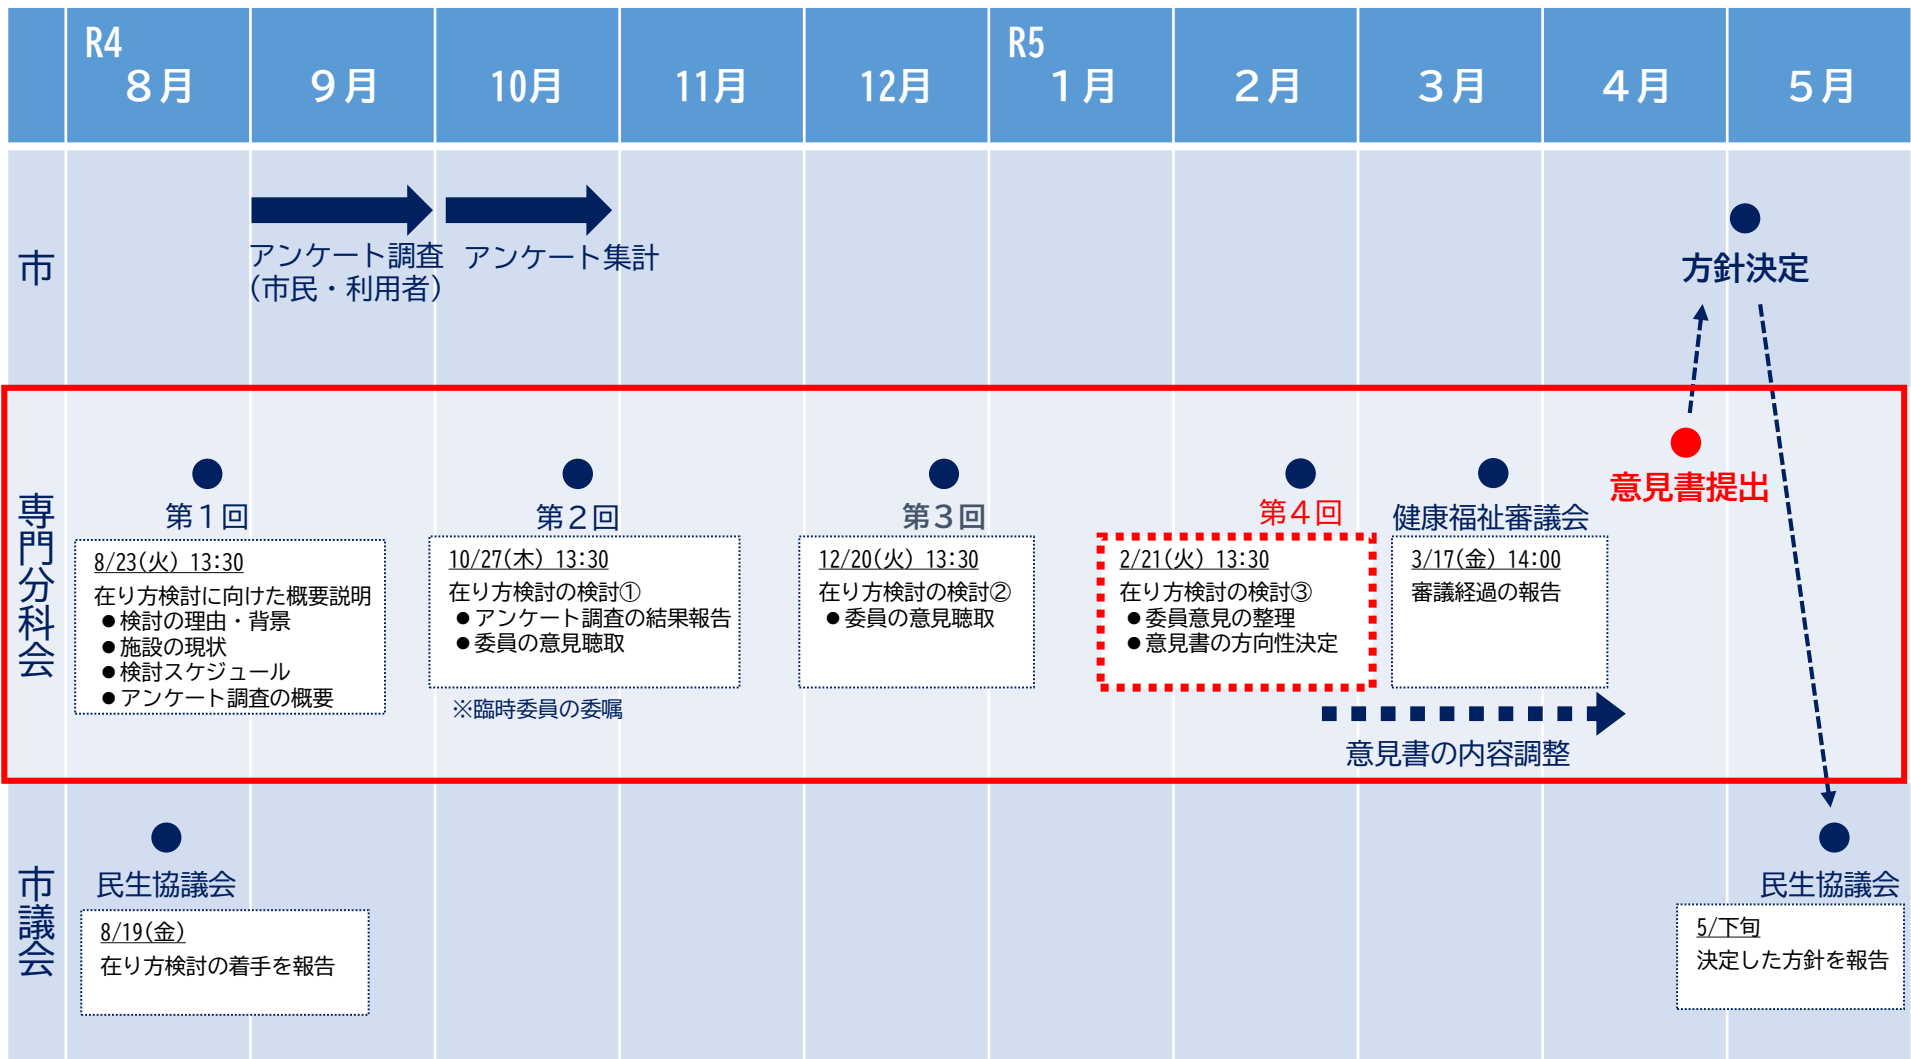 R4
８月
９月
10月
11月
12月
R5
１月
２月
３月
４月
５月
市
アンケート調査
（市民・利用者）
アンケート集計
方針決定
専門分科会
第１回
8/23(火) 13:30
在り方検討に向けた概要説明
●検討の理由・背景
●施設の現状
●検討スケジュール
●アンケート調査の概要
第２回
10/27(木) 13:30
在り方検討の検討①
●アンケート調査の結果報告
●委員の意見聴取
※臨時委員の委嘱
第３回
12/20(火) 13:30
在り方検討の検討②
●委員の意見聴取
第４回
2/21(火) 13:30
在り方検討の検討③
●委員意見の整理
●意見書の方向性決定
健康福祉審議会
3/17(金) 14:00
審議経過の報告
意見書の内容調整
意見書提出
市議会
民生協議会
8/19(金)
在り方検討の着手を報告
民生協議会
5/下旬
決定した方針を報告